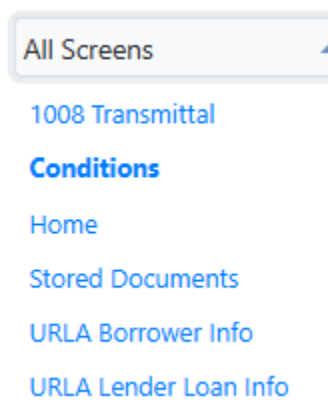 All Screens
1008 Transmittal
Conditions
Home
Stored Documents
URLA Borrower Info
URLA Lender Loan Info